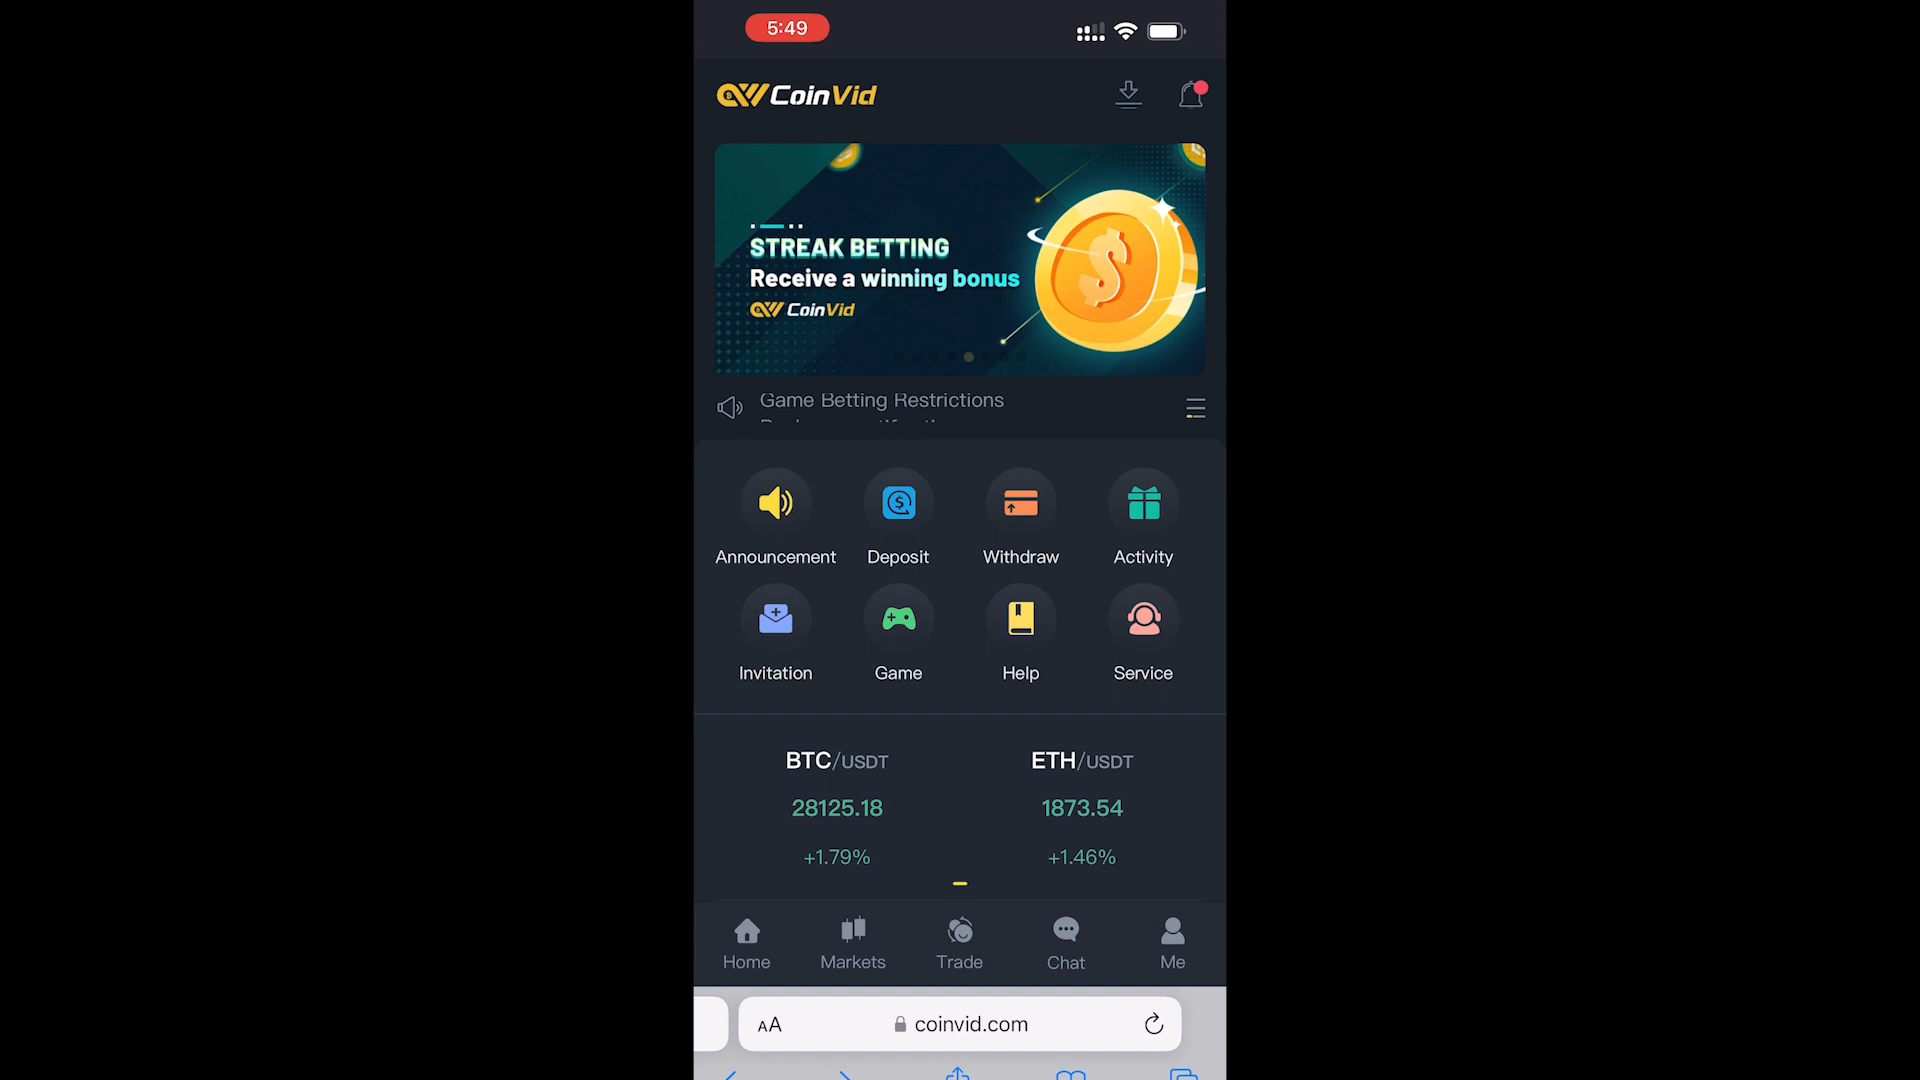 5:49
CoinVid
STREAK BETTING
Receive a winning bonus
CoinVid
Game Betting Restrictions
Announcement
Deposit
Withdraw
Activity
Invitation
Game
Help
Service
BTC/USDT
ETH/USDT
28125.18
1873.54
+1.79%
+1.46%
Home
Markets
Trade
Chat
Me
AA
coinvid.com